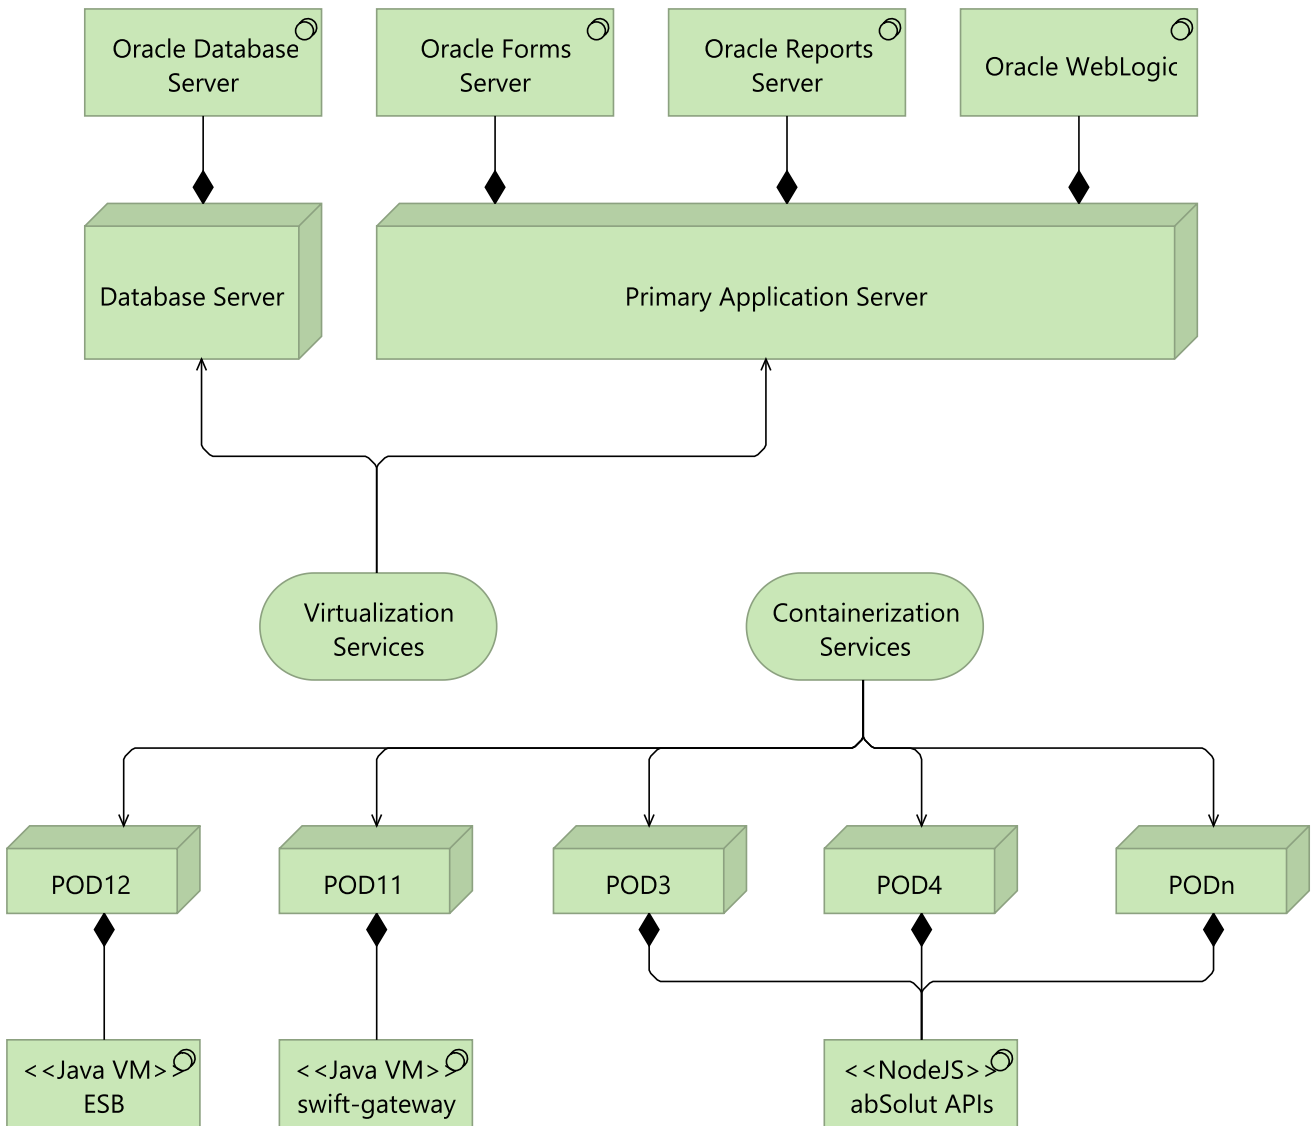 Oracle Database
Server
Oracle Forms
Server
Oracle Reports
Server
Oracle WebLogic
Database Server
Primary Application Server
Virtualization
Services
Containerization
Services
POD12
POD11
POD3
POD4
PODn
<<Java VM>>
ESB
<<Java VM>>
swift-gateway
<<NodeJS>>
abSolut APIs